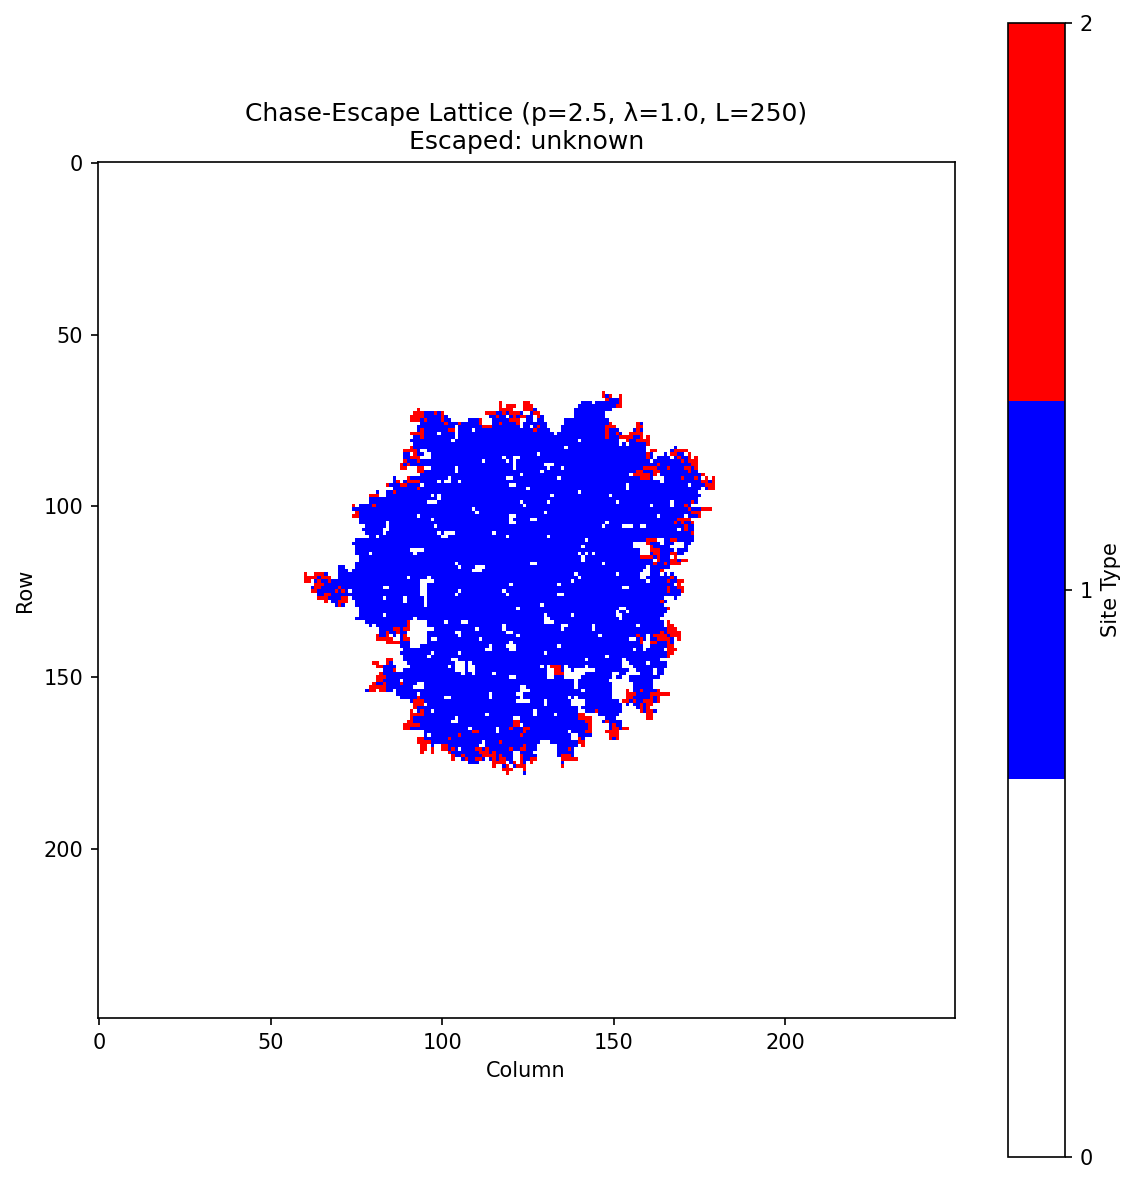 Chase-Escape Lattice (p=2.5, λ=1.0, L=250)
Escaped: unknown
0
50
100
150
200
Row
0 50 100 150 200
Column
2
1
0
Site Type